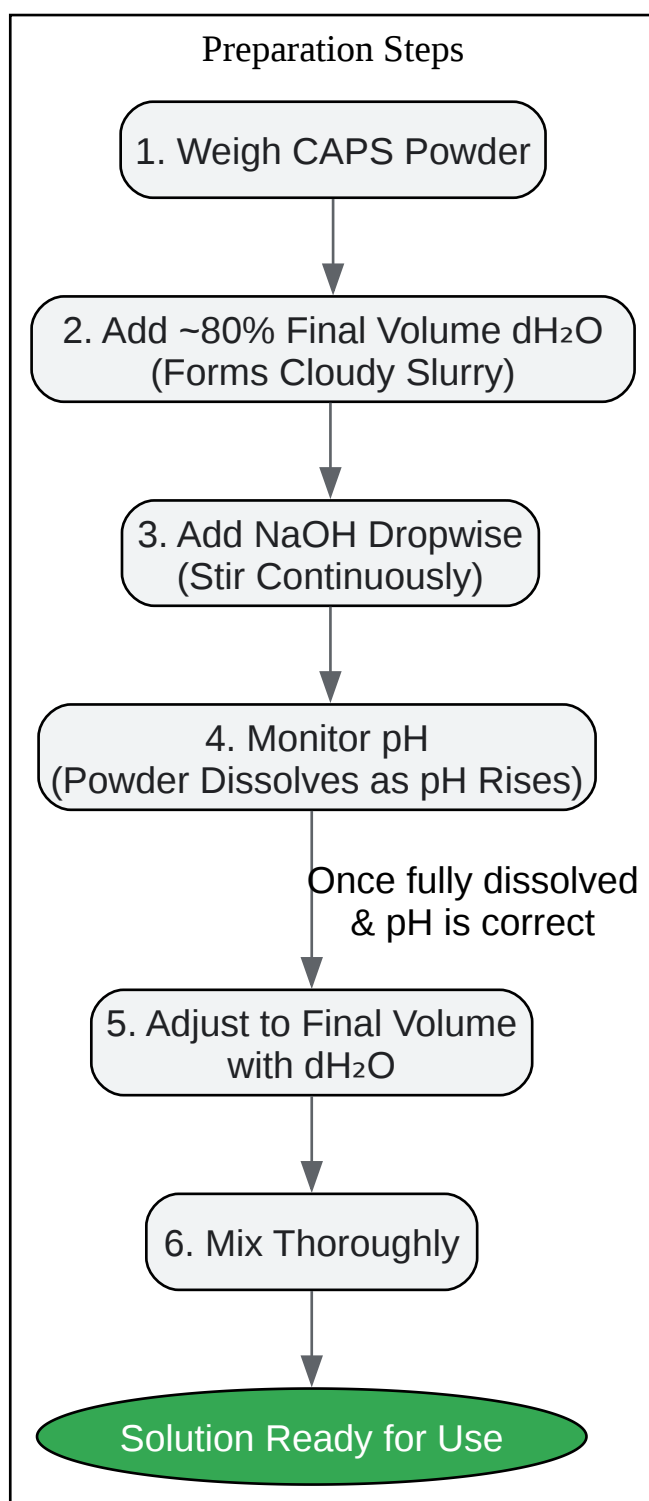 Preparation Steps
1. Weigh CAPS Powder
2. Add ~80% Final Volume dH₂O
(Forms Cloudy Slurry)
3. Add NaOH Dropwise
(Stir Continuously)
4. Monitor pH
(Powder Dissolves as pH Rises)
Once fully dissolved
& pH is correct
5. Adjust to Final Volume
with dH₂O
6. Mix Thoroughly
Solution Ready for Use